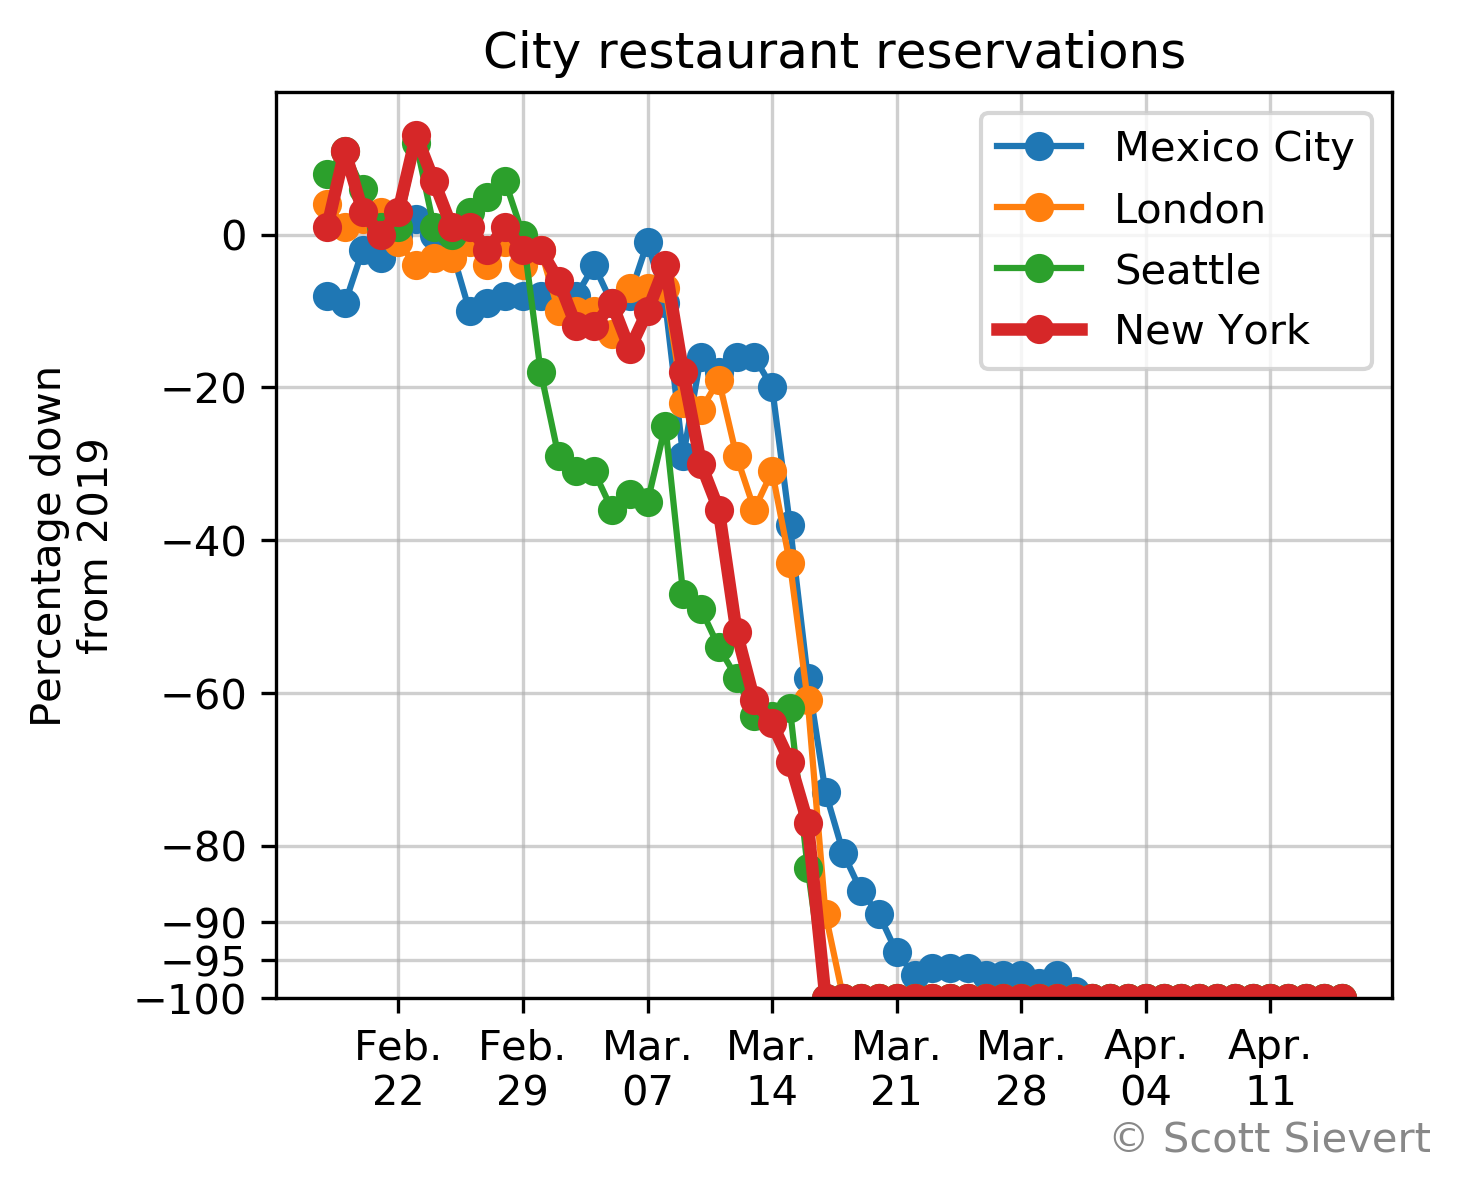 City restaurant reservations
Percentage down
from 2019
0
−20
−40
−60
−80
−90
−95
−100
Mexico City
London
Seattle
New York
Feb. Feb. Mar. Mar. Mar. Mar. Apr. Apr.
22 29 07 14 21 28 04 11
© Scott Sievert